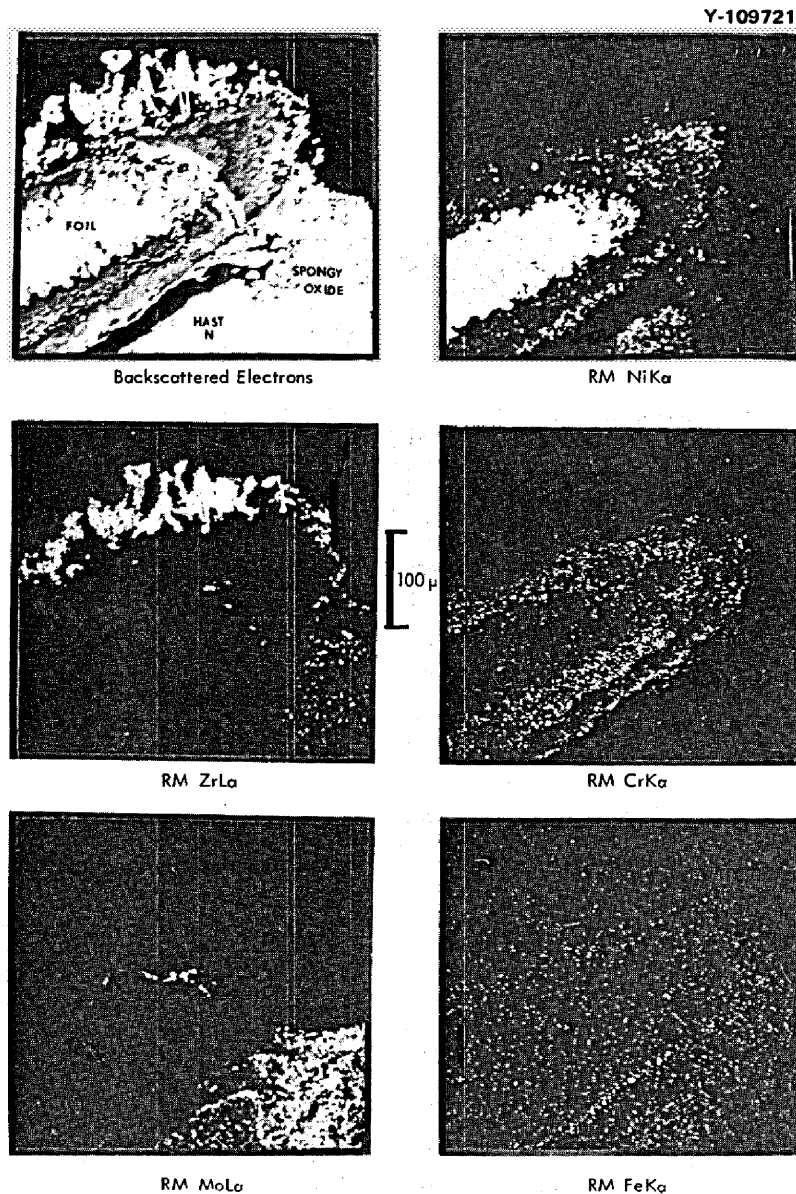 Y-109721
FOIL
SPONGY
OXIDE
HAST
N
Backscattered Electrons
RM NiKα
RM ZrLα
100 μ
RM CrKα
RM MoLα
RM FeKα